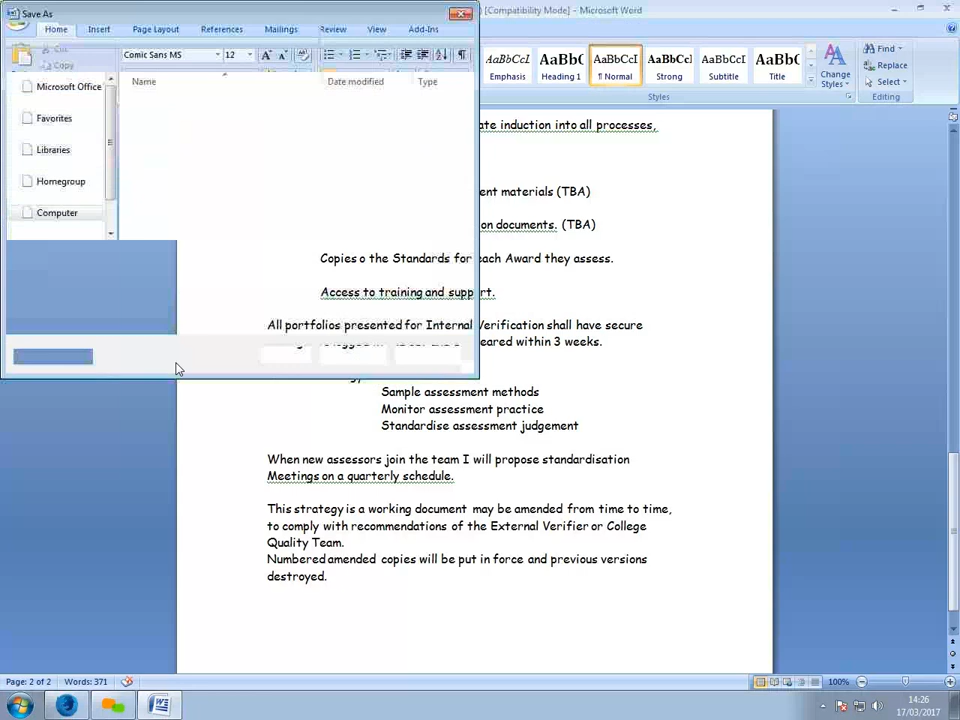 Save As
[Compatibility Mode] - Microsoft Word
Home Insert Page Layout References Mailings Review View Add-Ins
Cut
Copy
Comic Sans MS 12
AaBbCcI AaBb( AaBbCcI AaBbCc AaBbCcI AaBb(
Emphasis Heading 1 ¶ Normal Strong Subtitle Title
Change Styles
Find
Replace
Select
Styles Editing
Name Date modified Type
Microsoft Office
Favorites
Libraries
Homegroup
Computer
ate induction into all processes,
ent materials (TBA)
on documents. (TBA)
Copies o the Standards for each Award they assess.
Access to training and support.
All portfolios presented for Internal Verification shall have secure
eared within 3 weeks.
Sample assessment methods
Monitor assessment practice
Standardise assessment judgement
When new assessors join the team I will propose standardisation
Meetings on a quarterly schedule.
This strategy is a working document may be amended from time to time,
to comply with recommendations of the External Verifier or College
Quality Team.
Numbered amended copies will be put in force and previous versions
destroyed.
Page: 2 of 2 Words: 371 100%
14:26
17/03/2017